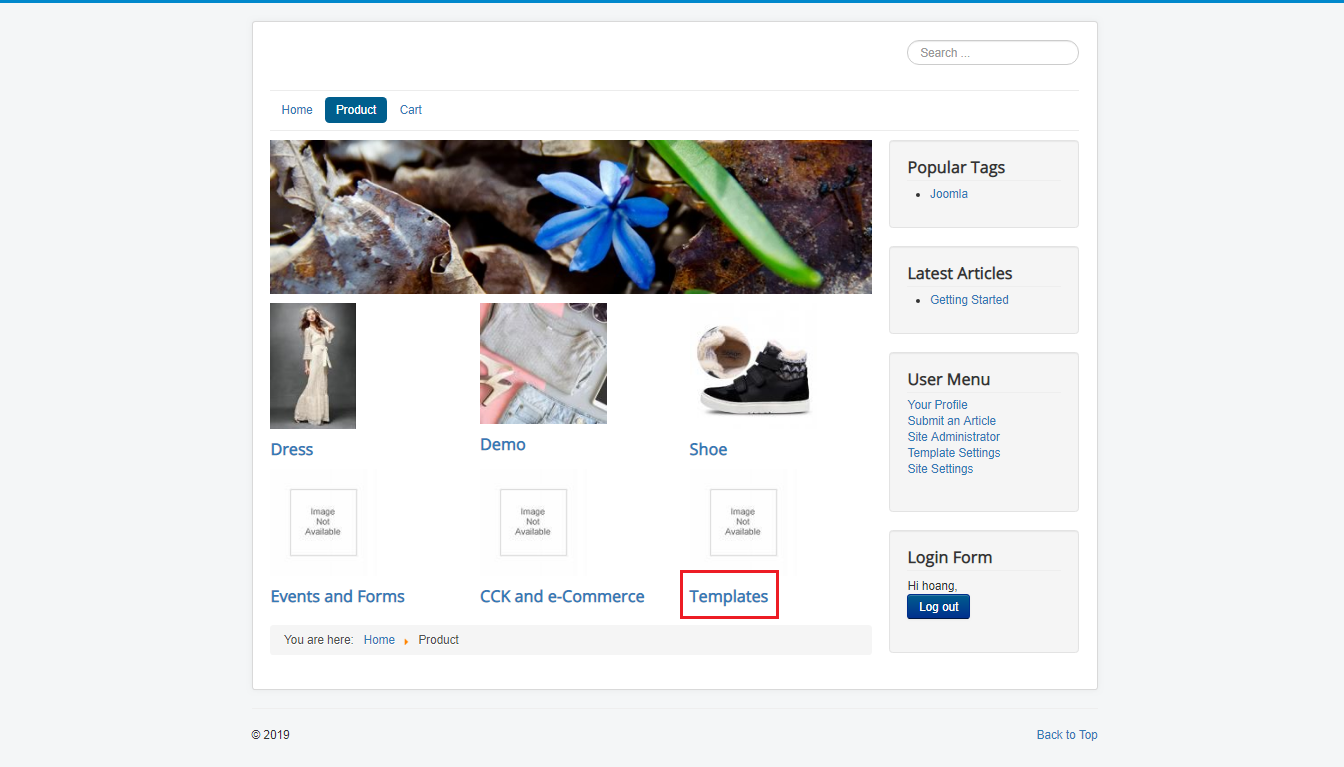 Search ...
Home
Product
Cart
Popular Tags
Joomla
Latest Articles
Getting Started
Dress
Demo
Shoe
User Menu
Your Profile
Submit an Article
Site Administrator
Template Settings
Site Settings
Image
Not
Available
Image
Not
Available
Image
Not
Available
Events and Forms
CCK and e-Commerce
Templates
Login Form
Hi hoang,
Log out
You are here: Home Product
© 2019
Back to Top